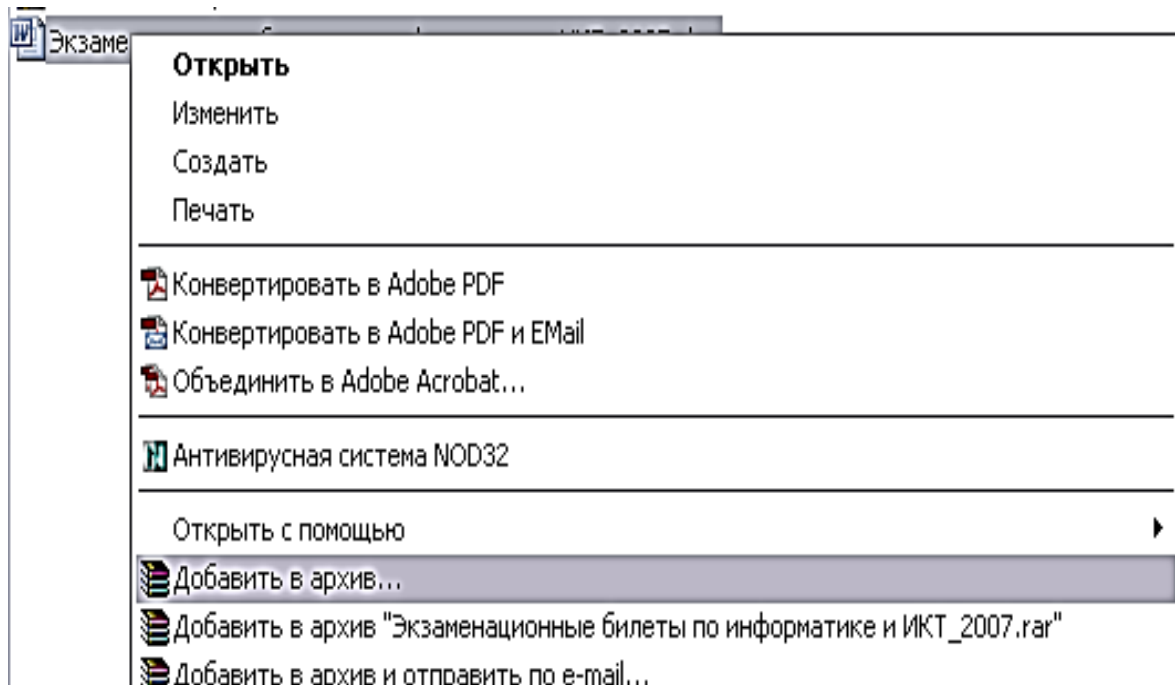 Экзаме
Открыть
Изменить
Создать
Печать
Конвертировать в Adobe PDF
Конвертировать в Adobe PDF и EMail
Объединить в Adobe Acrobat...
Антивирусная система NOD32
Открыть с помощью
Добавить в архив...
Добавить в архив "Экзаменационные билеты по информатике и ИКТ_2007.rar"
Добавить в архив и отправить по e-mail...